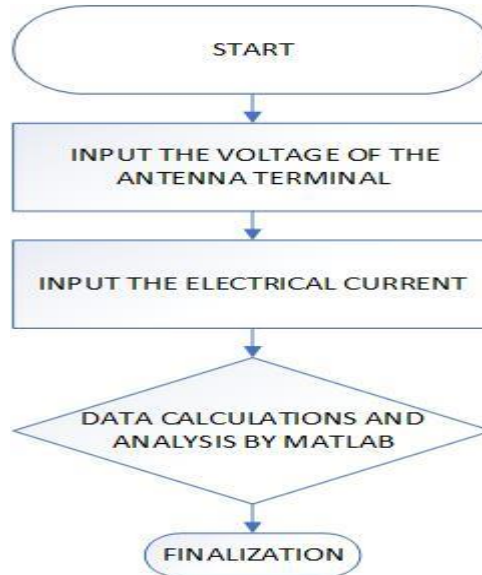 START
INPUT THE VOLTAGE OF THE
ANTENNA TERMINAL
INPUT THE ELECTRICAL CURRENT
DATA CALCULATIONS AND
ANALYSIS BY MATLAB
FINALIZATION